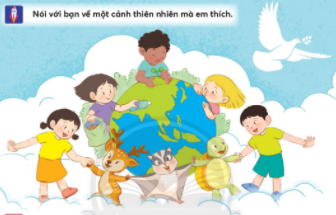 Nói với bạn về một cảnh thiên nhiên mà em thích.